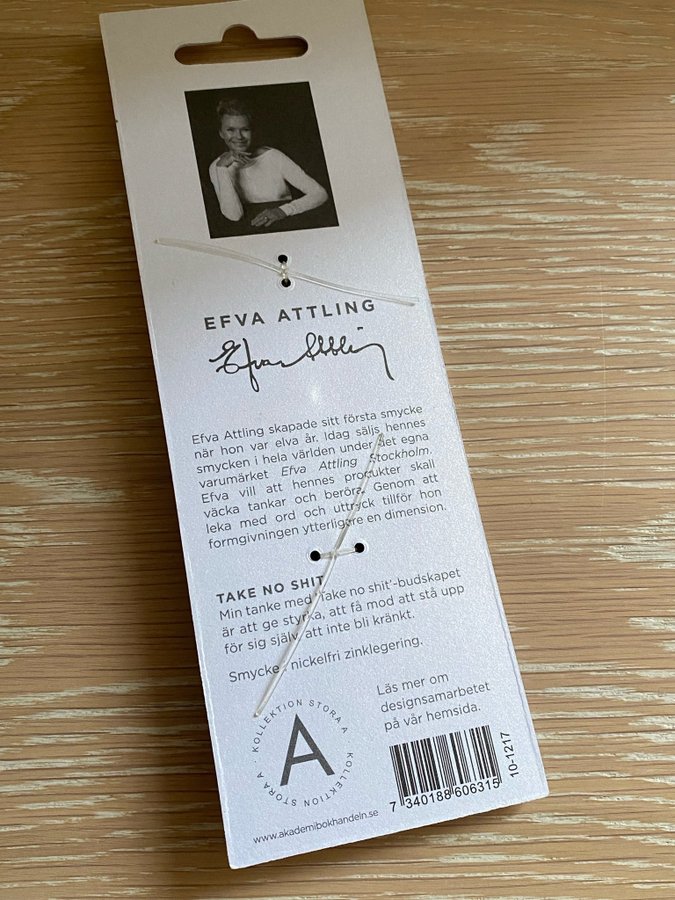 EFVA ATTLING
Efva Attling
Efva Attling skapade sitt första smycke
när hon var elva år. Idag säljs hennes
smycken i hela världen under det egna
varumärket Efva Attling Stockholm.
Efva vill att hennes produkter skall
väcka tankar och beröra. Genom att
leka med ord och uttryck tillför hon
formgivningen ytterligare en dimension.
TAKE NO SHIT
Min tanke med 'Take no shit'-budskapet
är att ge styrka, att få mod att stå upp
för sig själv, att inte bli kränkt.
Smycke i nickelfri zinklegering.
Läs mer om
designsamarbetet
på vår hemsida.
KOLLEKTION STORA A · KOLLEKTION STORA A ·
A
7 340188 606315
10-1217
www.akademibokhandeln.se